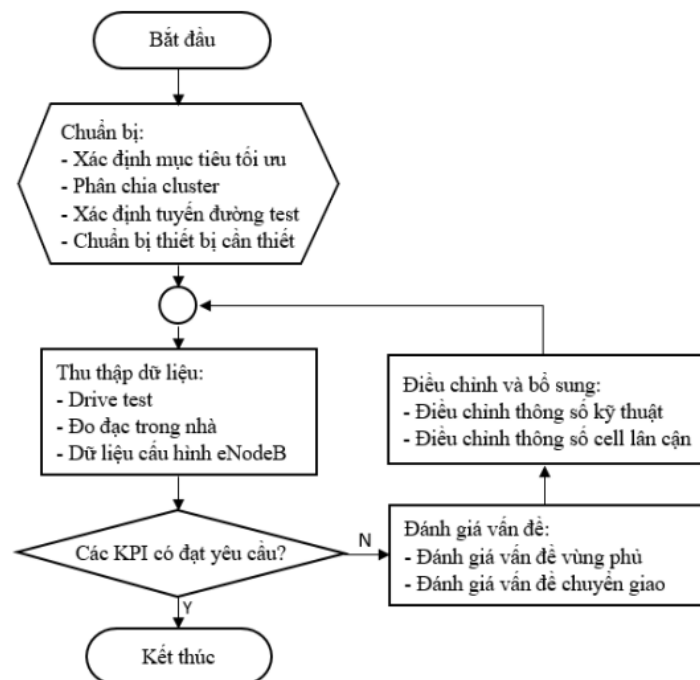 Bắt đầu
Chuẩn bị:
- Xác định mục tiêu tối ưu
- Phân chia cluster
- Xác định tuyến đường test
- Chuẩn bị thiết bị cần thiết
Thu thập dữ liệu:
- Drive test
- Đo đạc trong nhà
- Dữ liệu cấu hình eNodeB
Điều chỉnh và bổ sung:
- Điều chỉnh thông số kỹ thuật
- Điều chỉnh thông số cell lân cận
Các KPI có đạt yêu cầu?
N
Đánh giá vấn đề:
- Đánh giá vấn đề vùng phủ
- Đánh giá vấn đề chuyển giao
Y
Kết thúc